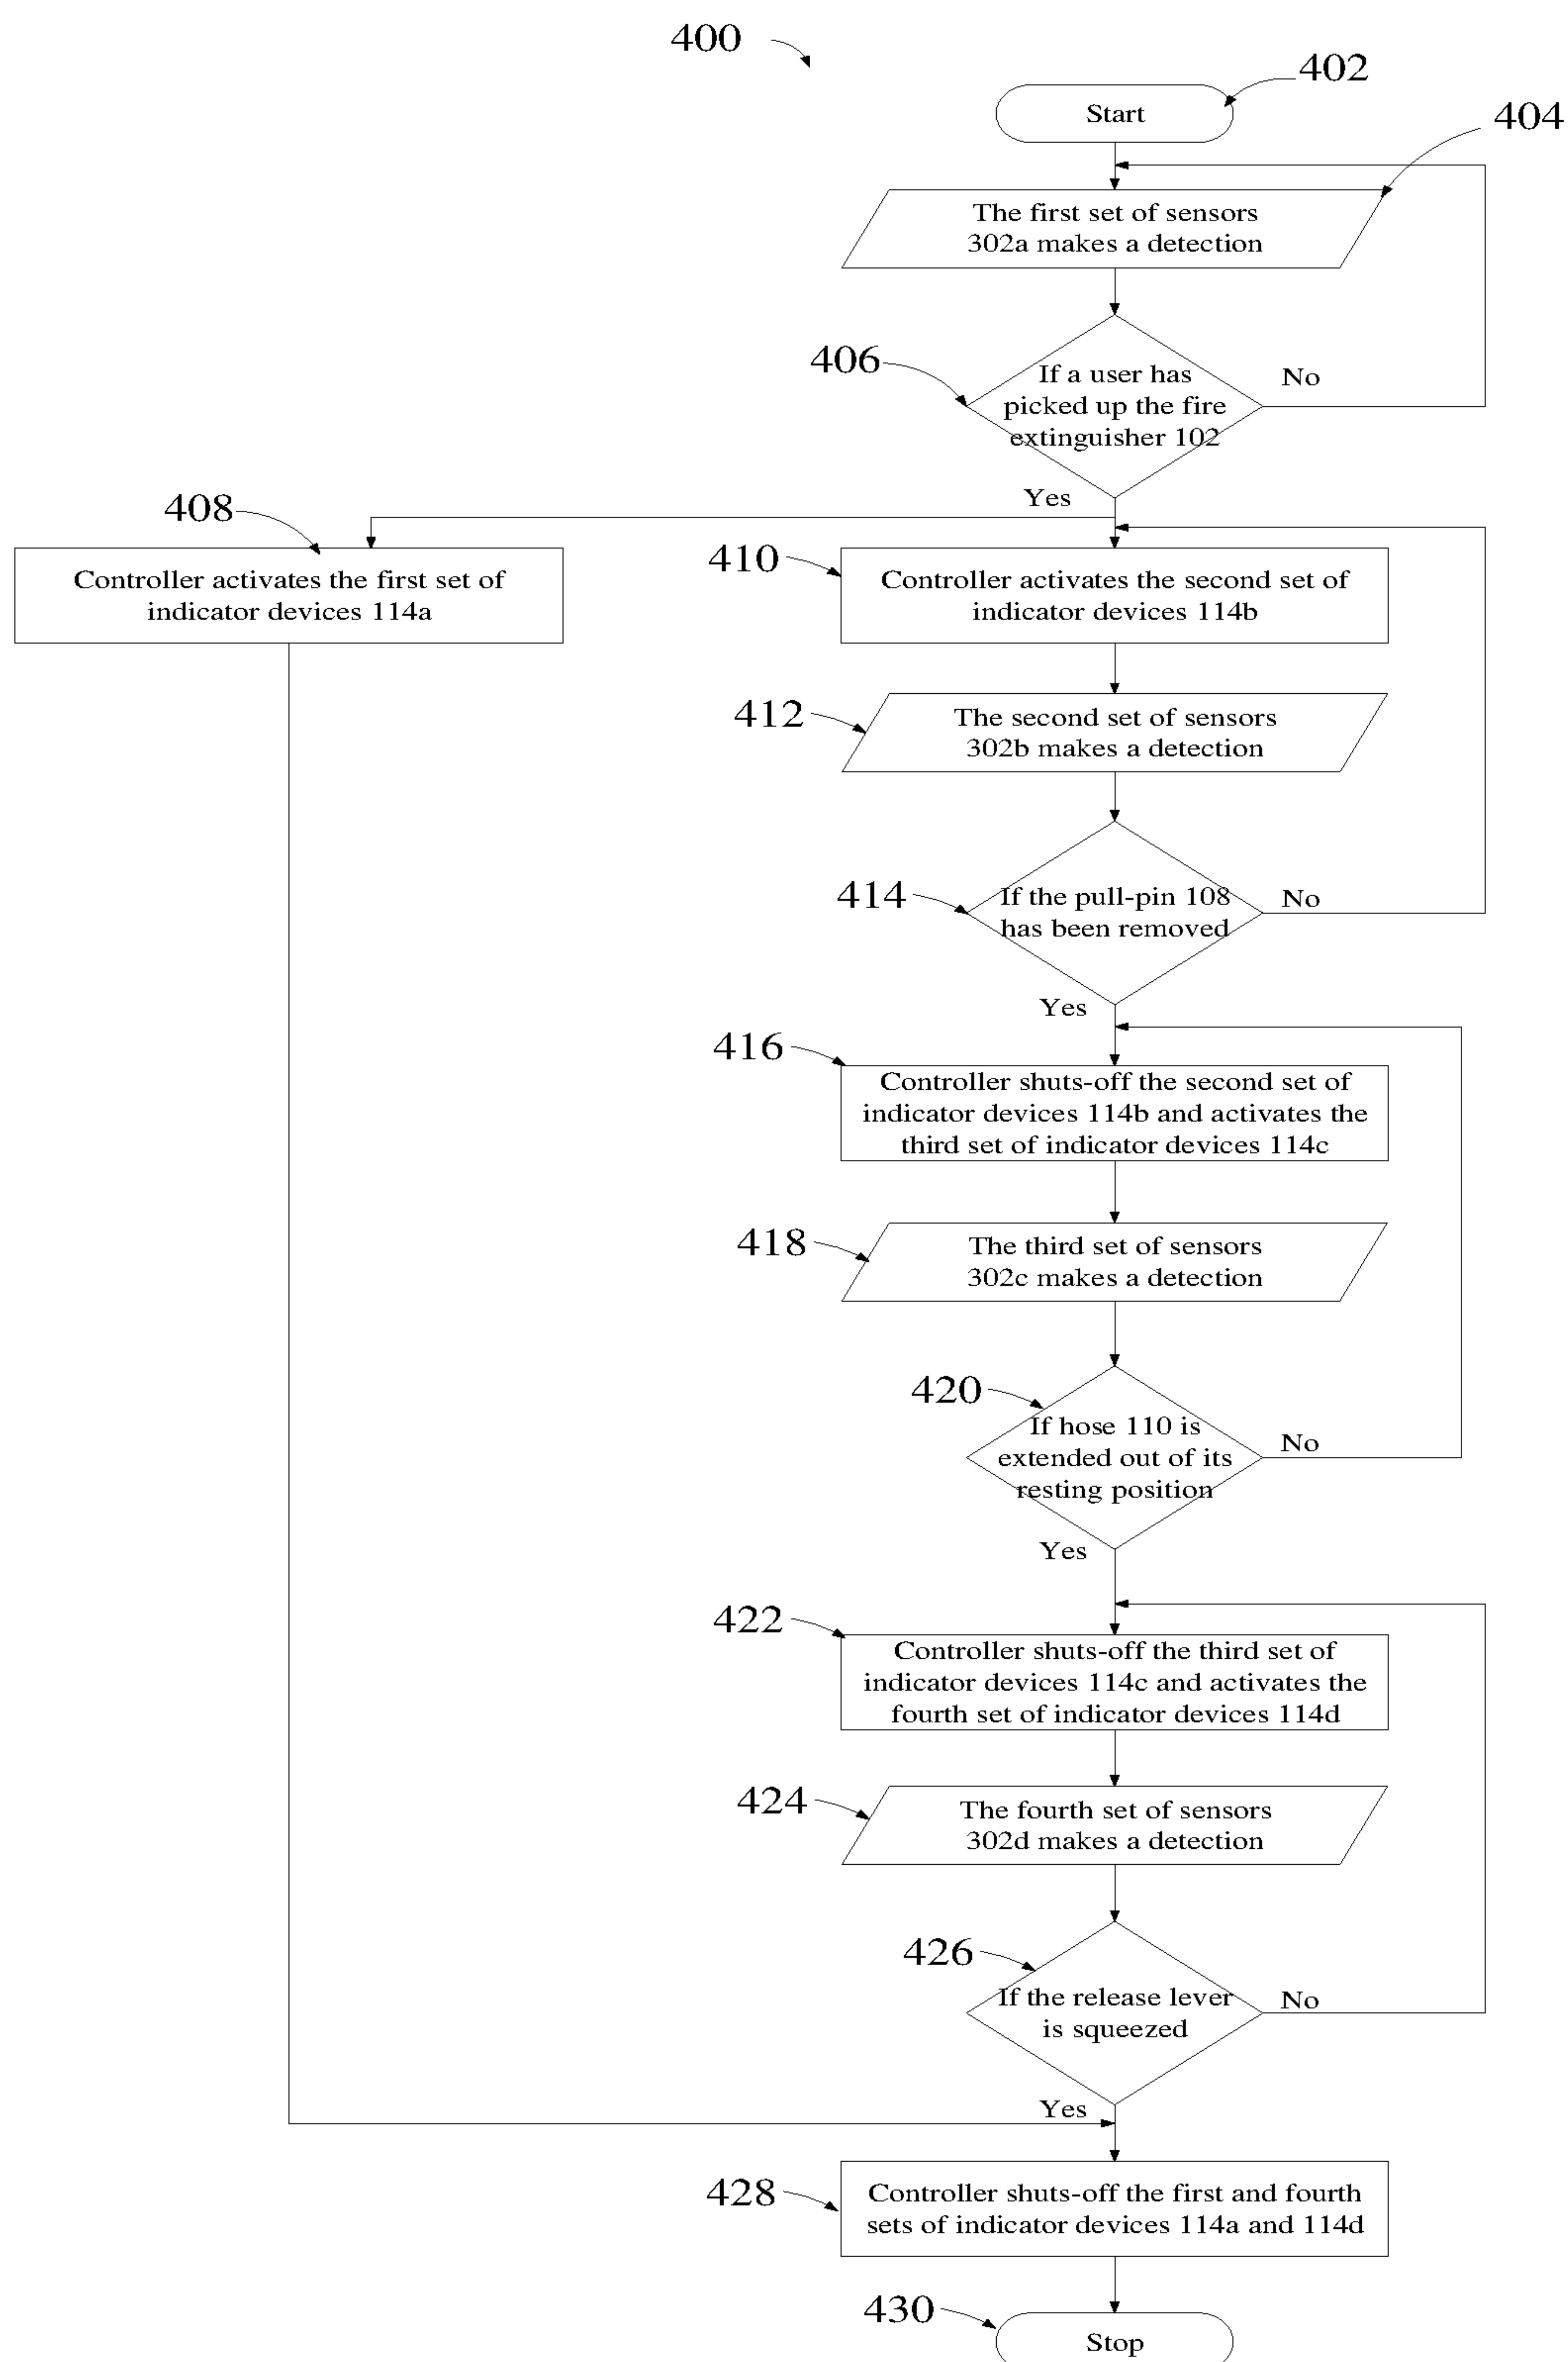 400
402
Start
404
The first set of sensors
302a makes a detection
406
If a user has
picked up the fire
extinguisher 102
No
Yes
408
Controller activates the first set of
indicator devices 114a
410
Controller activates the second set of
indicator devices 114b
412
The second set of sensors
302b makes a detection
414
If the pull-pin 108
has been removed
No
Yes
416
Controller shuts-off the second set of
indicator devices 114b and activates the
third set of indicator devices 114c
418
The third set of sensors
302c makes a detection
420
If hose 110 is
extended out of its
resting position
No
Yes
422
Controller shuts-off the third set of
indicator devices 114c and activates the
fourth set of indicator devices 114d
424
The fourth set of sensors
302d makes a detection
426
If the release lever
is squeezed
No
Yes
428
Controller shuts-off the first and fourth
sets of indicator devices 114a and 114d
430
Stop